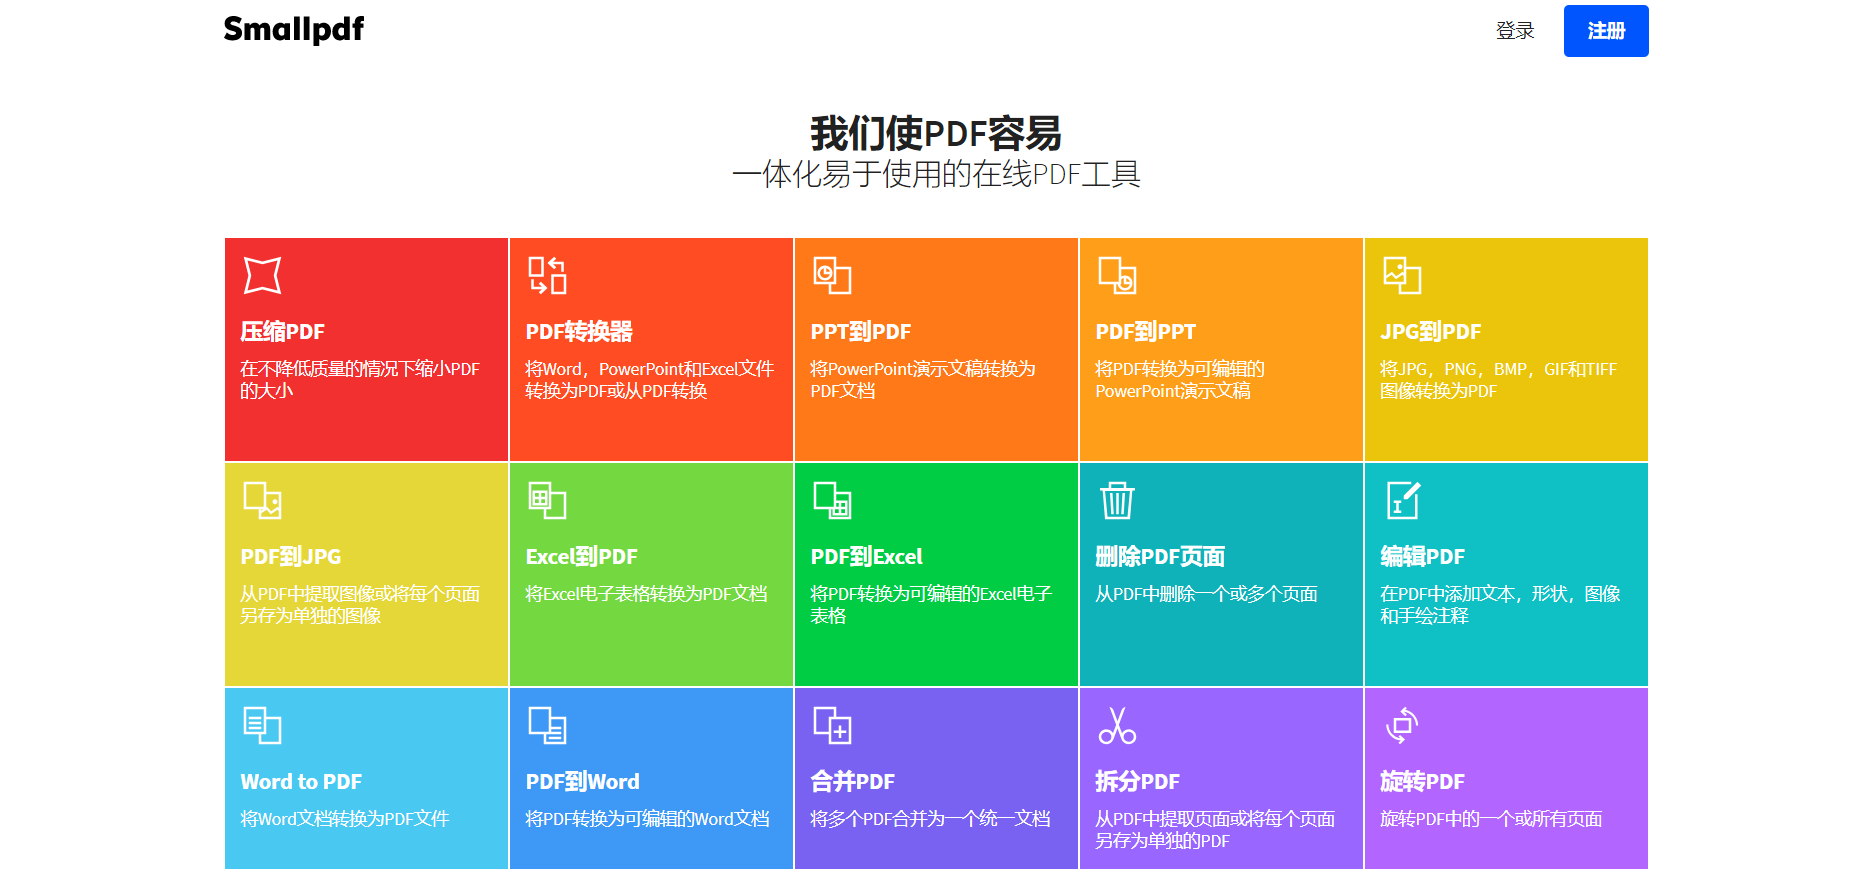 Smallpdf
登录
注册
我们使PDF容易
一体化易于使用的在线PDF工具
压缩PDF
在不降低质量的情况下缩小PDF
的大小
PDF转换器
将Word，PowerPoint和Excel文件
转换为PDF或从PDF转换
PPT到PDF
将PowerPoint演示文稿转换为
PDF文档
PDF到PPT
将PDF转换为可编辑的
PowerPoint演示文稿
JPG到PDF
将JPG，PNG，BMP，GIF和TIFF
图像转换为PDF
PDF到JPG
从PDF中提取图像或将每个页面
另存为单独的图像
Excel到PDF
将Excel电子表格转换为PDF文档
PDF到Excel
将PDF转换为可编辑的Excel电子
表格
删除PDF页面
从PDF中删除一个或多个页面
编辑PDF
在PDF中添加文本，形状，图像
和手绘注释
Word to PDF
将Word文档转换为PDF文件
PDF到Word
将PDF转换为可编辑的Word文档
合并PDF
将多个PDF合并为一个统一文档
拆分PDF
从PDF中提取页面或将每个页面
另存为单独的PDF
旋转PDF
旋转PDF中的一个或所有页面